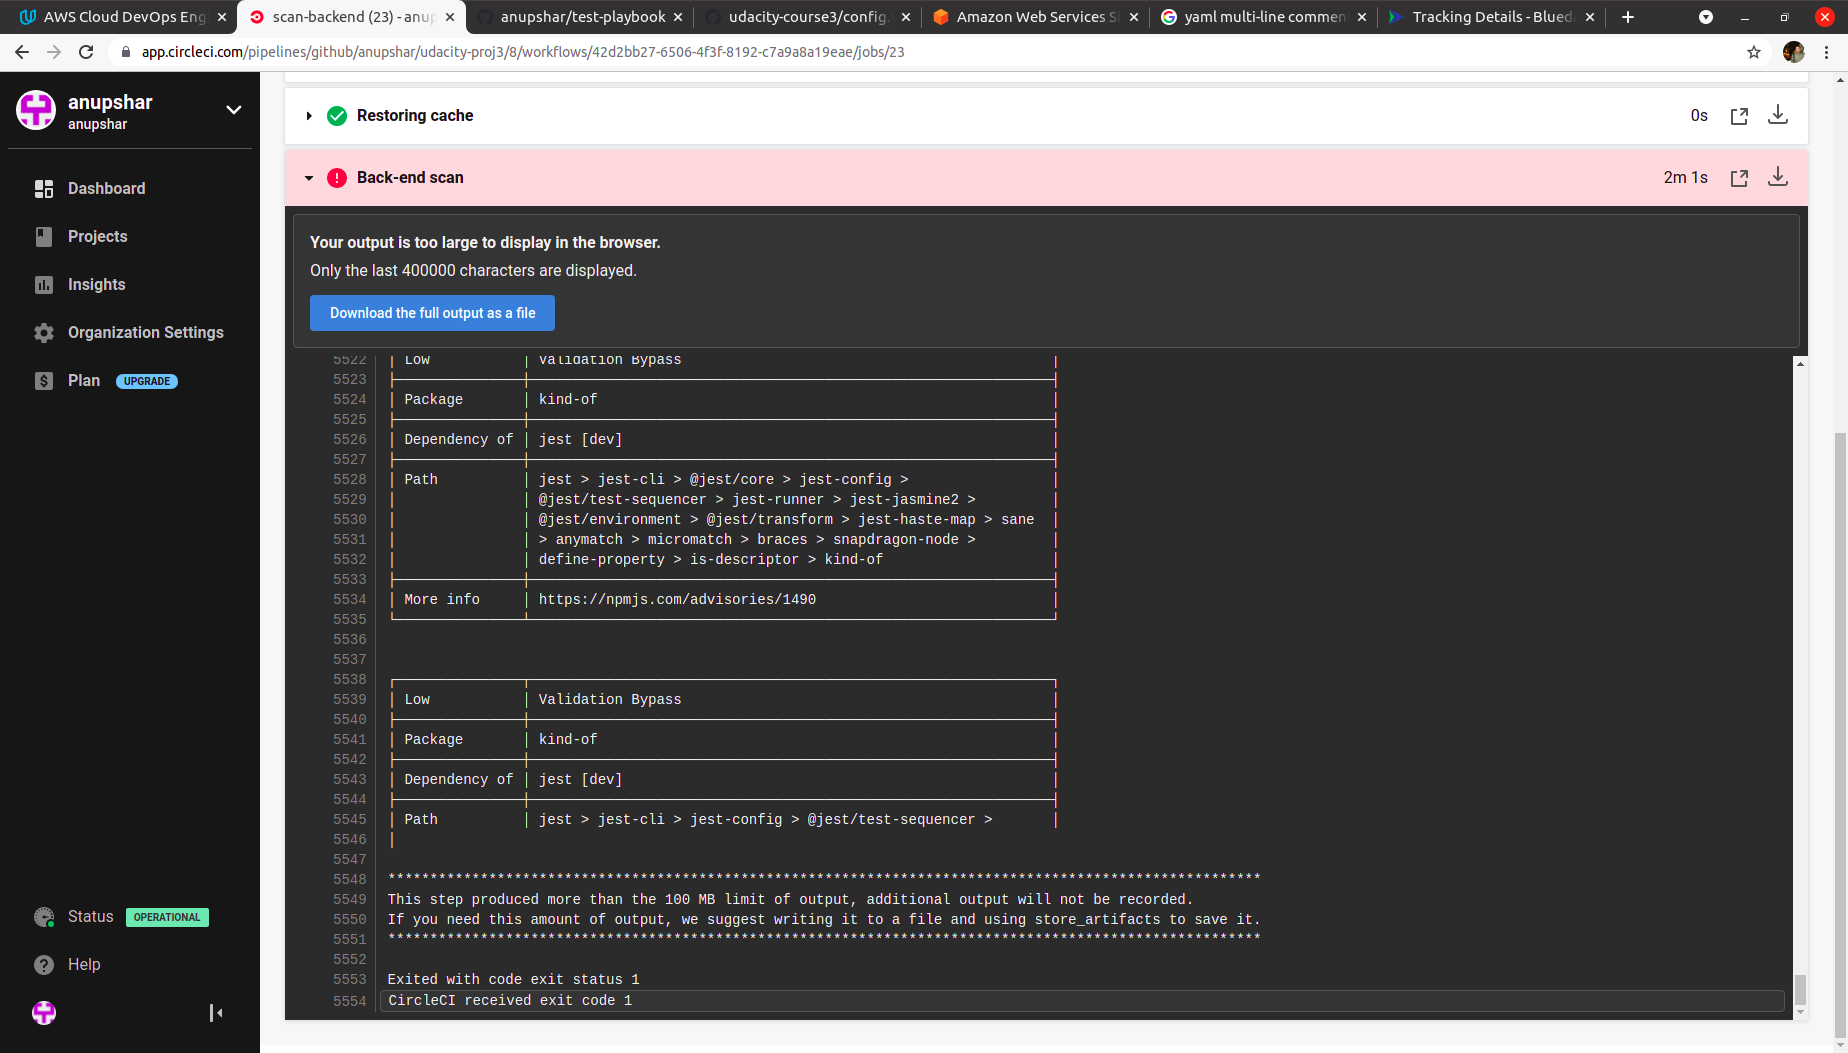 AWS Cloud DevOps Eng
scan-backend (23) - anup
anupshar/test-playbook
udacity-course3/config.
Amazon Web Services S
yaml multi-line commen
Tracking Details - Blueda
app.circleci.com/pipelines/github/anupshar/udacity-proj3/8/workflows/42d2bb27-6506-4f3f-8192-c7a9a8a19eae/jobs/23
anupshar
anupshar
Dashboard
Projects
Insights
Organization Settings
Plan UPGRADE
Status OPERATIONAL
Help
Restoring cache 0s
Back-end scan 2m 1s
Your output is too large to display in the browser.
Only the last 400000 characters are displayed.
Download the full output as a file
5522 | Low | Validation Bypass |
5523
5524 | Package | kind-of |
5525
5526 | Dependency of | jest [dev] |
5527
5528 | Path | jest > jest-cli > @jest/core > jest-config > |
5529 | | @jest/test-sequencer > jest-runner > jest-jasmine2 > |
5530 | | @jest/environment > @jest/transform > jest-haste-map > sane |
5531 | | > anymatch > micromatch > braces > snapdragon-node > |
5532 | | define-property > is-descriptor > kind-of |
5533
5534 | More info | https://npmjs.com/advisories/1490 |
5535
5536
5537
5538
5539 | Low | Validation Bypass |
5540
5541 | Package | kind-of |
5542
5543 | Dependency of | jest [dev] |
5544
5545 | Path | jest > jest-cli > jest-config > @jest/test-sequencer > |
5546 |
5547
5548 ********************************************************************************************************
5549 This step produced more than the 100 MB limit of output, additional output will not be recorded.
5550 If you need this amount of output, we suggest writing it to a file and using store_artifacts to save it.
5551 ********************************************************************************************************
5552
5553 Exited with code exit status 1
5554 CircleCI received exit code 1